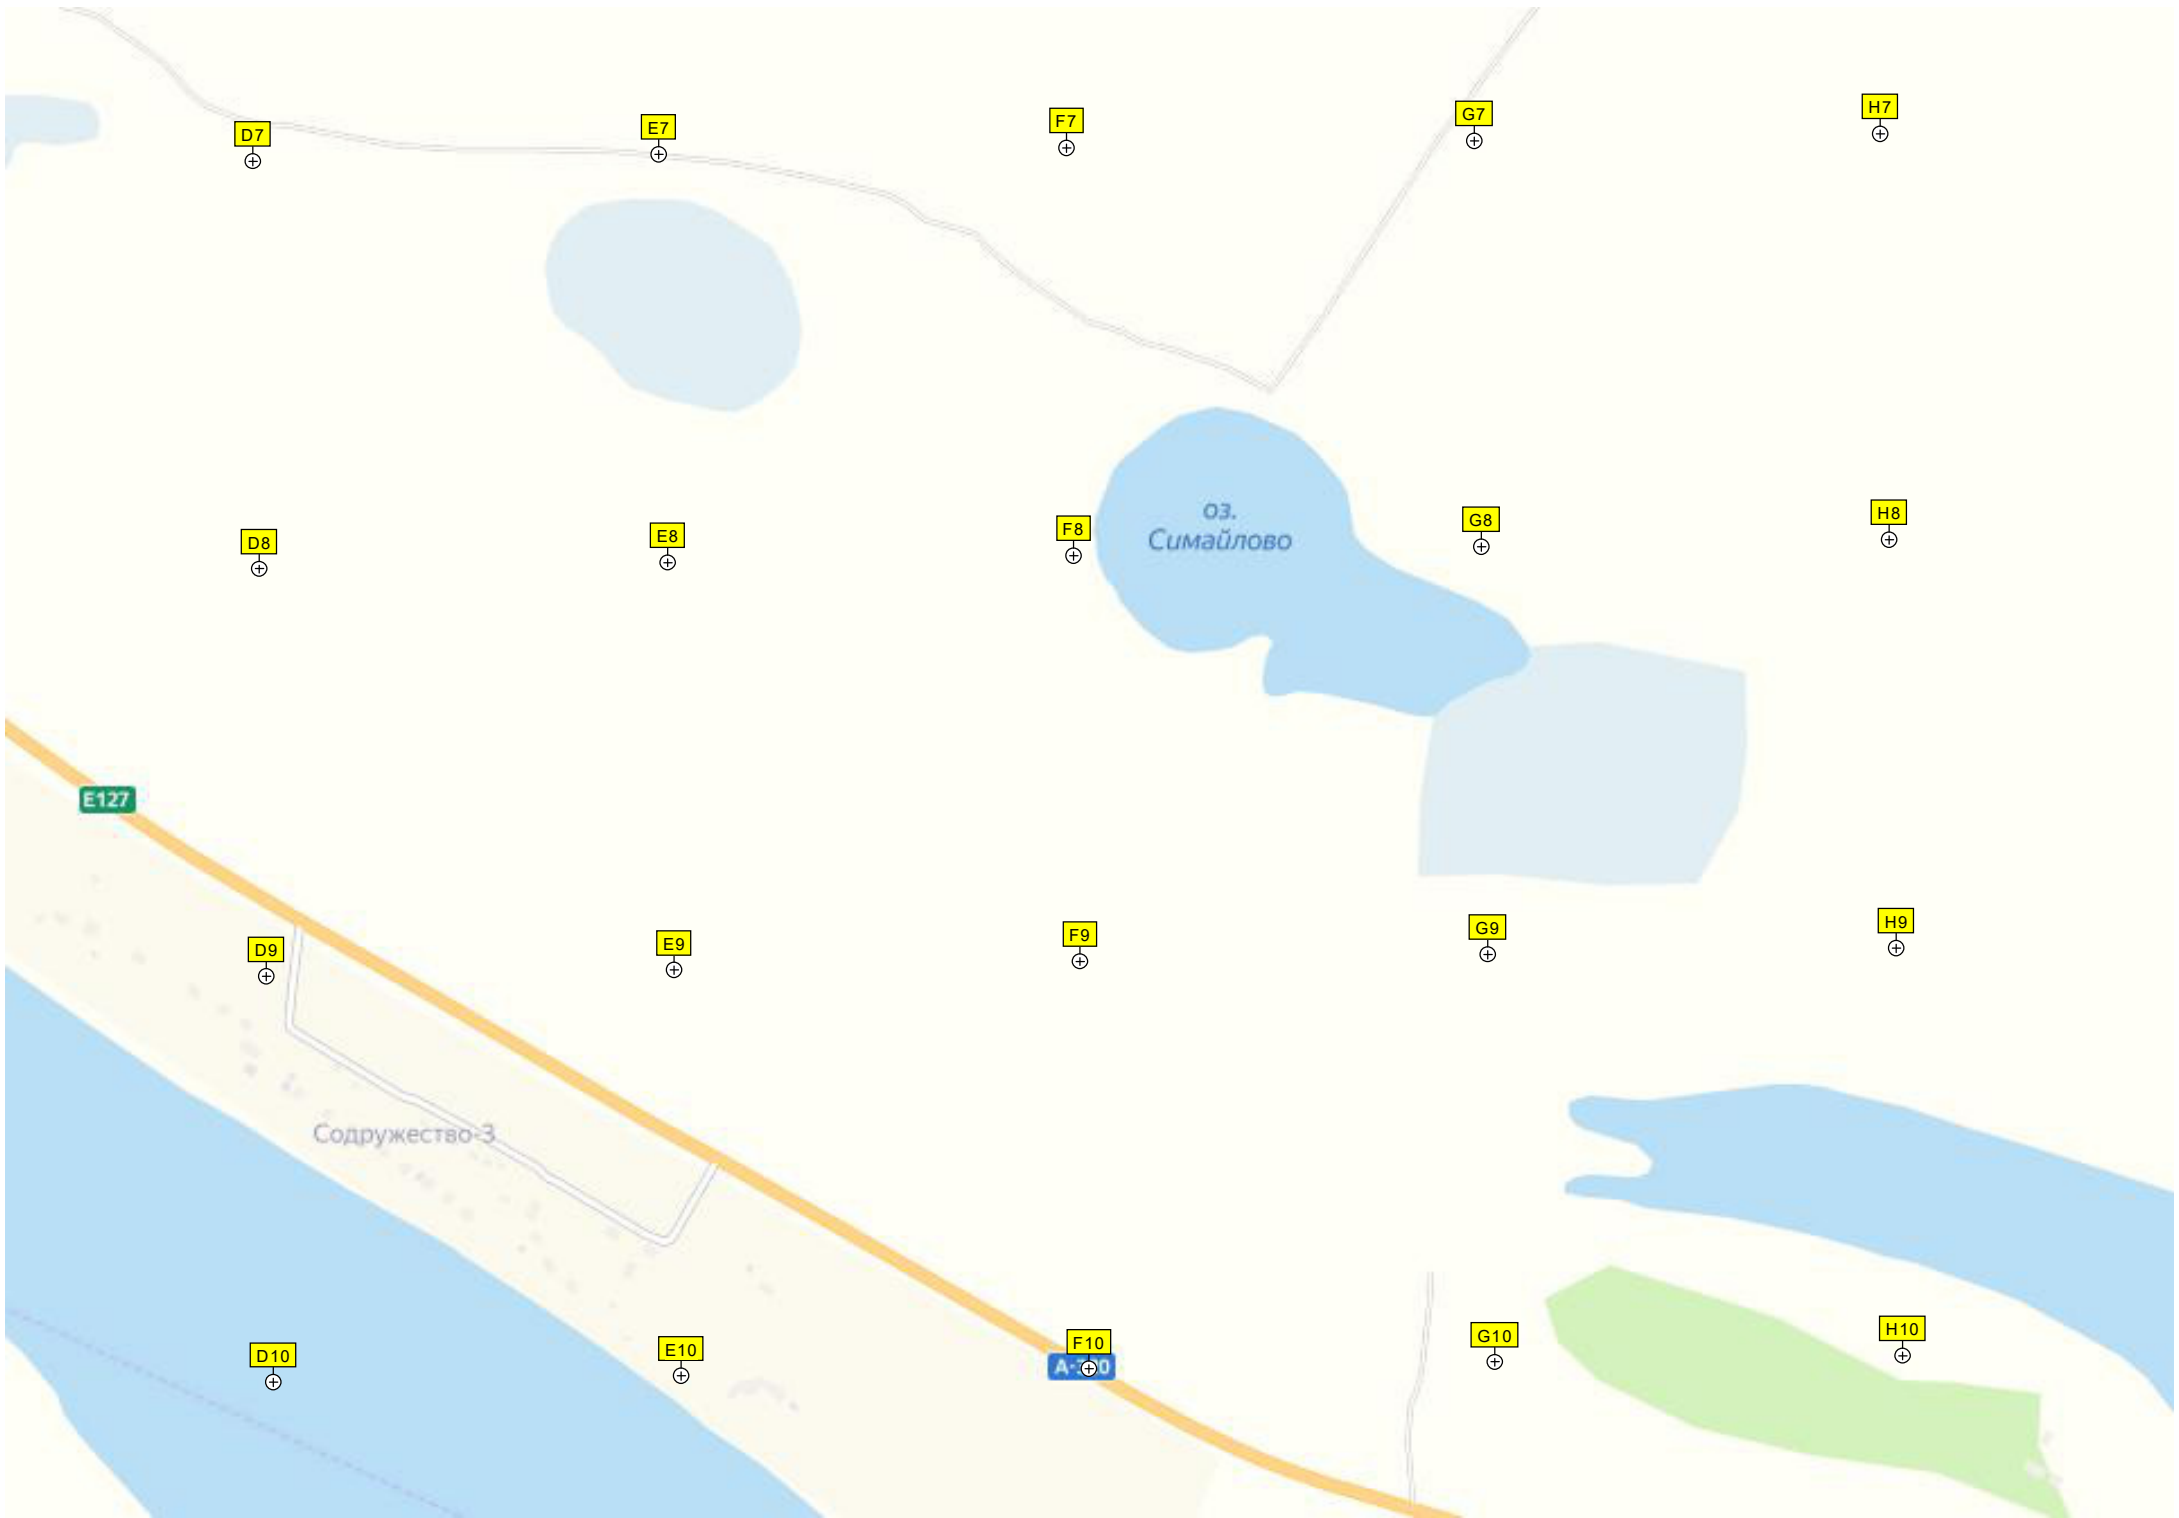 D7
E7
F7
G7
H7
D8
E8
F8
оз.
Симайлово
G8
H8
E127
D9
E9
F9
G9
H9
Содружество-3
D10
E10
F10
G10
H10